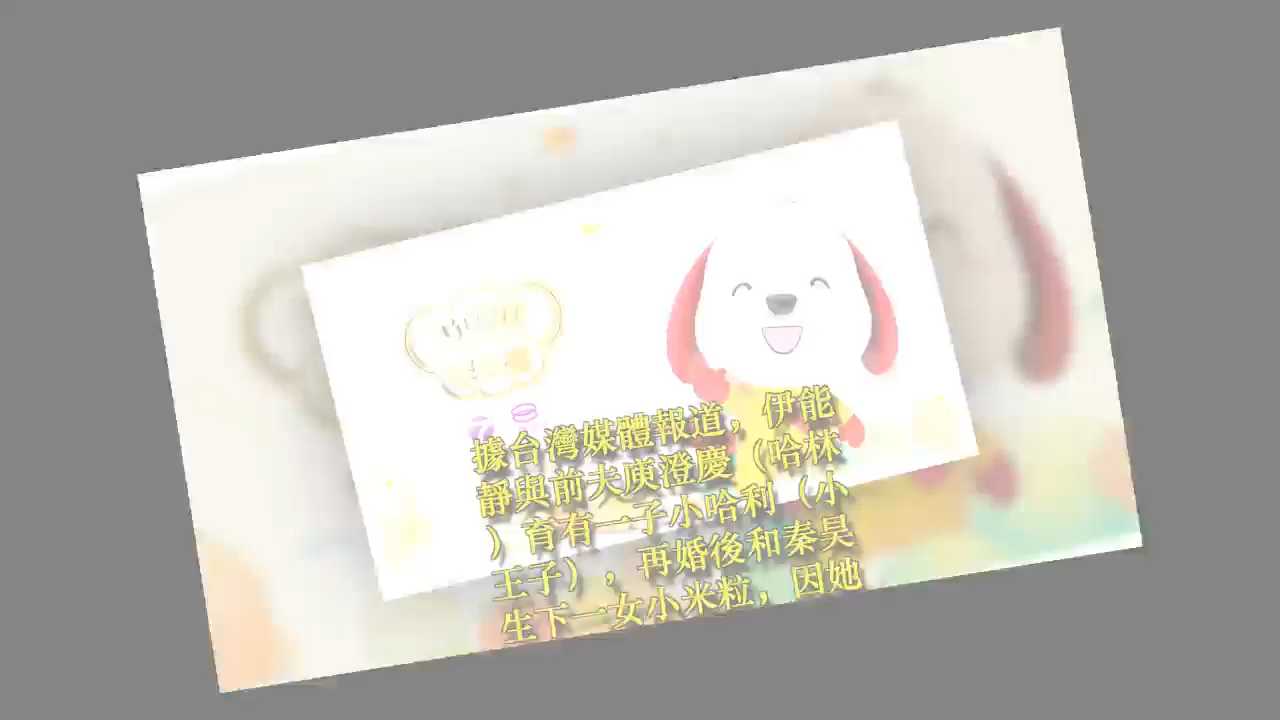 據台灣媒體報道，伊能
靜與前夫庾澄慶（哈林
）育有一子小哈利（小
王子），再婚後和秦昊
生下一女小米粒，因她